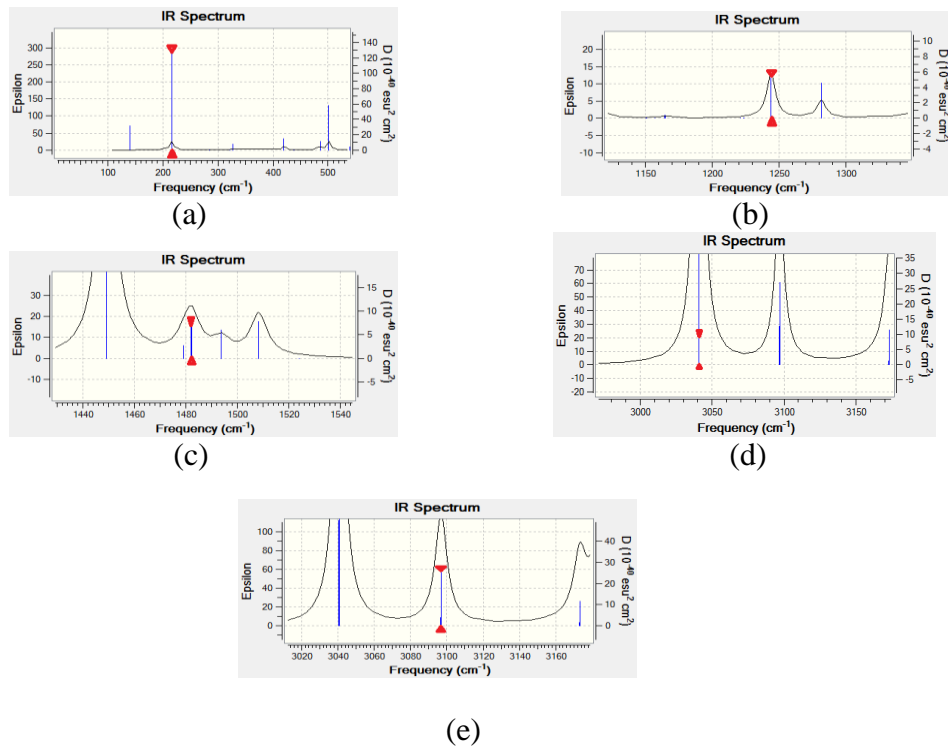 IR Spectrum
300
250
200
150
100
50
0
Epsilon
140
120
100
80
60
40
20
0
D (10⁻⁴⁰ esu² cm²)
100 200 300 400 500
Frequency (cm⁻¹)
(a)
IR Spectrum
20
15
10
5
0
-5
-10
Epsilon
10
8
6
4
2
0
-2
-4
D (10⁻⁴⁰ esu² cm²)
1150 1200 1250 1300
Frequency (cm⁻¹)
(b)
IR Spectrum
30
20
10
0
-10
Epsilon
15
10
5
0
-5
D (10⁻⁴⁰ esu² cm²)
1440 1460 1480 1500 1520 1540
Frequency (cm⁻¹)
(c)
IR Spectrum
70
60
50
40
30
20
10
0
-10
-20
Epsilon
35
30
25
20
15
10
5
0
-5
D (10⁻⁴⁰ esu² cm²)
3000 3050 3100 3150
Frequency (cm⁻¹)
(d)
IR Spectrum
100
80
60
40
20
0
Epsilon
40
30
20
10
0
D (10⁻⁴⁰ esu² cm²)
3020 3040 3060 3080 3100 3120 3140 3160
Frequency (cm⁻¹)
(e)